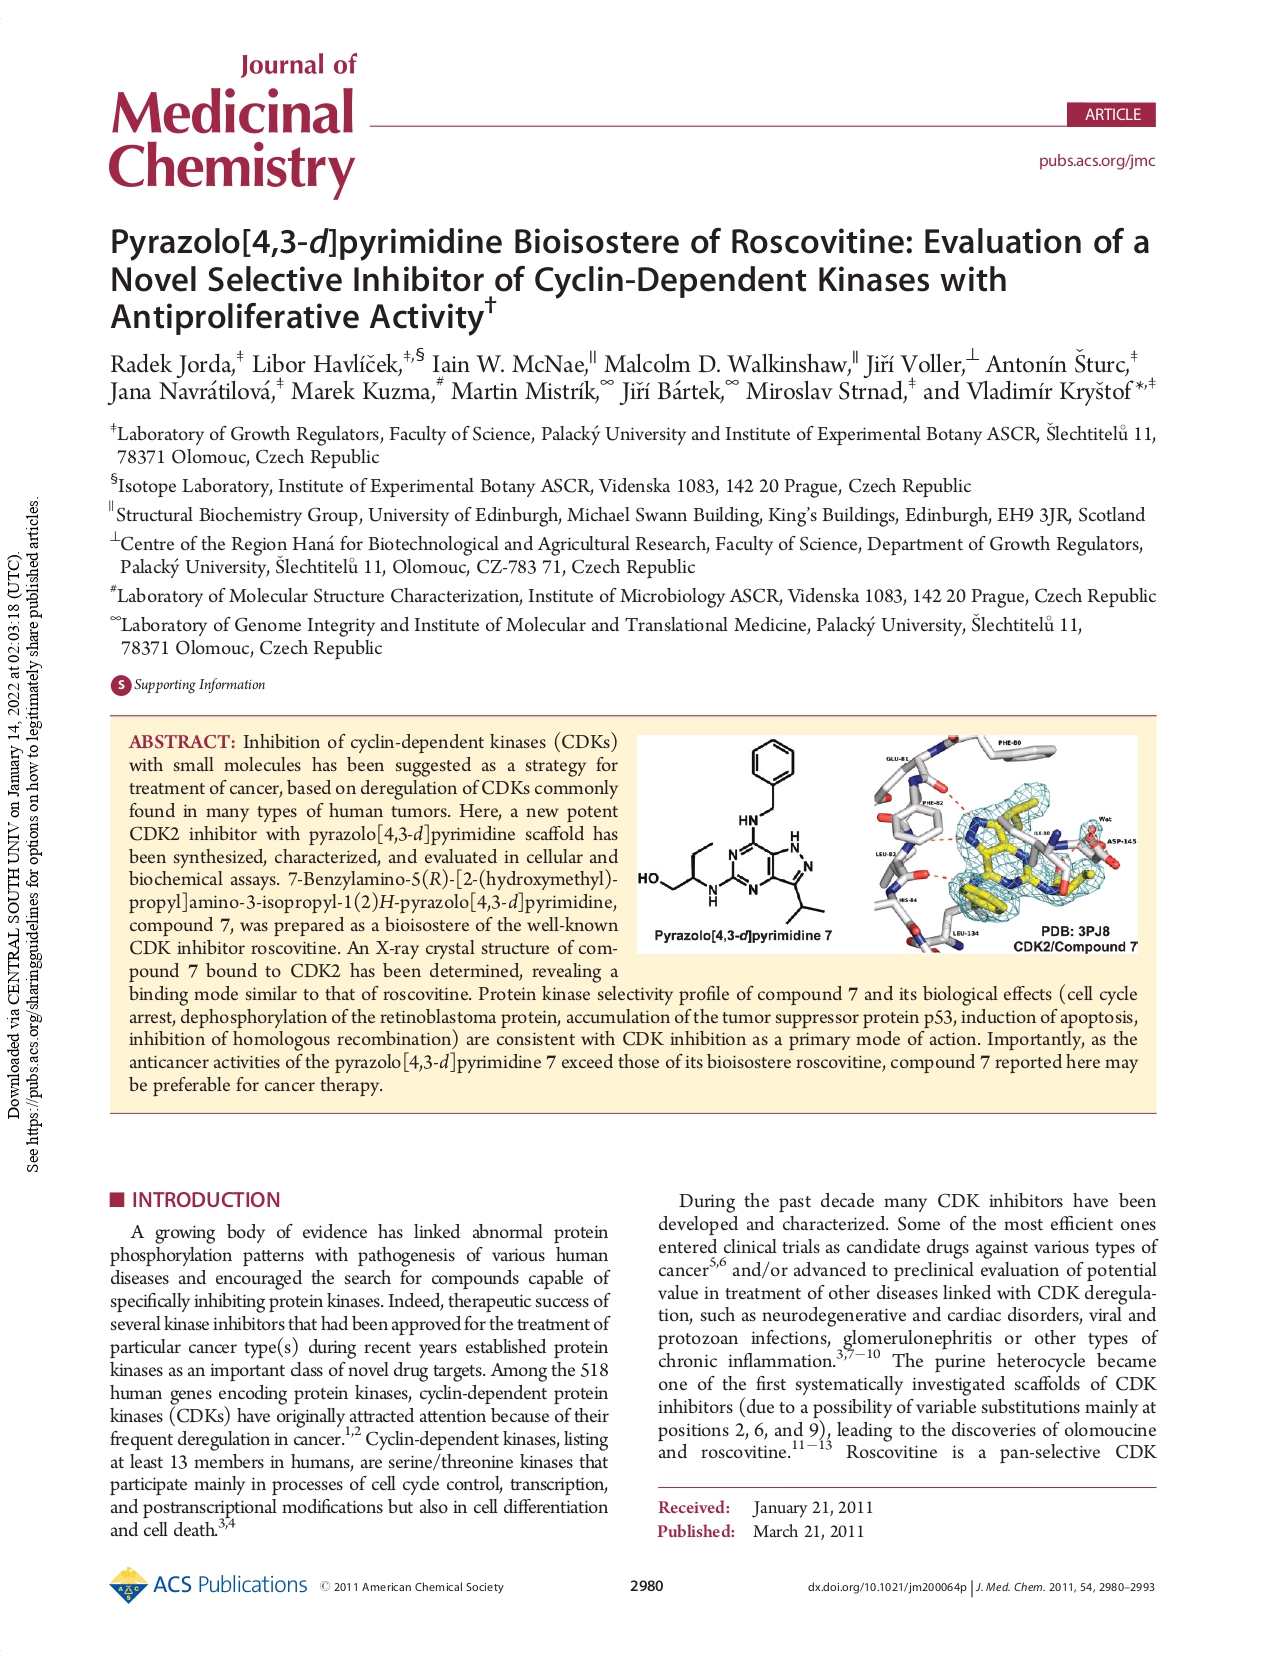 Journal of
Medicinal
Chemistry
ARTICLE
pubs.acs.org/jmc
Pyrazolo[4,3-d]pyrimidine Bioisostere of Roscovitine: Evaluation of a
Novel Selective Inhibitor of Cyclin-Dependent Kinases with
Antiproliferative Activity†
Radek Jorda,‡ Libor Havlíček,‡,§ Iain W. McNae,∥ Malcolm D. Walkinshaw,∥ Jiří Voller,⊥ Antonín Šturc,‡
Jana Navrátilová,‡ Marek Kuzma,# Martin Mistrík,∞ Jiří Bártek,∞ Miroslav Strnad,‡ and Vladimír Kryštof*,‡
‡Laboratory of Growth Regulators, Faculty of Science, Palacký University and Institute of Experimental Botany ASCR, Šlechtitelů 11,
78371 Olomouc, Czech Republic
§Isotope Laboratory, Institute of Experimental Botany ASCR, Videnska 1083, 142 20 Prague, Czech Republic
∥Structural Biochemistry Group, University of Edinburgh, Michael Swann Building, King's Buildings, Edinburgh, EH9 3JR, Scotland
⊥Centre of the Region Haná for Biotechnological and Agricultural Research, Faculty of Science, Department of Growth Regulators,
Palacký University, Šlechtitelů 11, Olomouc, CZ-783 71, Czech Republic
#Laboratory of Molecular Structure Characterization, Institute of Microbiology ASCR, Videnska 1083, 142 20 Prague, Czech Republic
∞Laboratory of Genome Integrity and Institute of Molecular and Translational Medicine, Palacký University, Šlechtitelů 11,
78371 Olomouc, Czech Republic
S Supporting Information
ABSTRACT: Inhibition of cyclin-dependent kinases (CDKs)
with small molecules has been suggested as a strategy for
treatment of cancer, based on deregulation of CDKs commonly
found in many types of human tumors. Here, a new potent
CDK2 inhibitor with pyrazolo[4,3-d]pyrimidine scaffold has
been synthesized, characterized, and evaluated in cellular and
biochemical assays. 7-Benzylamino-5(R)-[2-(hydroxymethyl)-
propyl]amino-3-isopropyl-1(2)H-pyrazolo[4,3-d]pyrimidine,
compound 7, was prepared as a bioisostere of the well-known
CDK inhibitor roscovitine. An X-ray crystal structure of com-
pound 7 bound to CDK2 has been determined, revealing a
binding mode similar to that of roscovitine. Protein kinase selectivity profile of compound 7 and its biological effects (cell cycle
arrest, dephosphorylation of the retinoblastoma protein, accumulation of the tumor suppressor protein p53, induction of apoptosis,
inhibition of homologous recombination) are consistent with CDK inhibition as a primary mode of action. Importantly, as the
anticancer activities of the pyrazolo[4,3-d]pyrimidine 7 exceed those of its bioisostere roscovitine, compound 7 reported here may
be preferable for cancer therapy.
HN
H
N
N
N
N
HO
N
H
Pyrazolo[4,3-d]pyrimidine 7
PHE-80
GLU-81
PHE-82
ILE-10
Wat
ASP-145
LEU-83
HIS-84
LEU-134
PDB: 3PJ8
CDK2/Compound 7
INTRODUCTION
A growing body of evidence has linked abnormal protein
phosphorylation patterns with pathogenesis of various human
diseases and encouraged the search for compounds capable of
specifically inhibiting protein kinases. Indeed, therapeutic success of
several kinase inhibitors that had been approved for the treatment of
particular cancer type(s) during recent years established protein
kinases as an important class of novel drug targets. Among the 518
human genes encoding protein kinases, cyclin-dependent protein
kinases (CDKs) have originally attracted attention because of their
frequent deregulation in cancer.1,2 Cyclin-dependent kinases, listing
at least 13 members in humans, are serine/threonine kinases that
participate mainly in processes of cell cycle control, transcription,
and postranscriptional modifications but also in cell differentiation
and cell death.3,4
During the past decade many CDK inhibitors have been
developed and characterized. Some of the most efficient ones
entered clinical trials as candidate drugs against various types of
cancer5,6 and/or advanced to preclinical evaluation of potential
value in treatment of other diseases linked with CDK deregula-
tion, such as neurodegenerative and cardiac disorders, viral and
protozoan infections, glomerulonephritis or other types of
chronic inflammation.3,7−10 The purine heterocycle became
one of the first systematically investigated scaffolds of CDK
inhibitors (due to a possibility of variable substitutions mainly at
positions 2, 6, and 9), leading to the discoveries of olomoucine
and roscovitine.11−13 Roscovitine is a pan-selective CDK
Received: January 21, 2011
Published: March 21, 2011
ACS Publications © 2011 American Chemical Society
2980
dx.doi.org/10.1021/jm200064p | J. Med. Chem. 2011, 54, 2980–2993
Downloaded via CENTRAL SOUTH UNIV on January 14, 2022 at 02:03:18 (UTC).
See https://pubs.acs.org/sharingguidelines for options on how to legitimately share published articles.